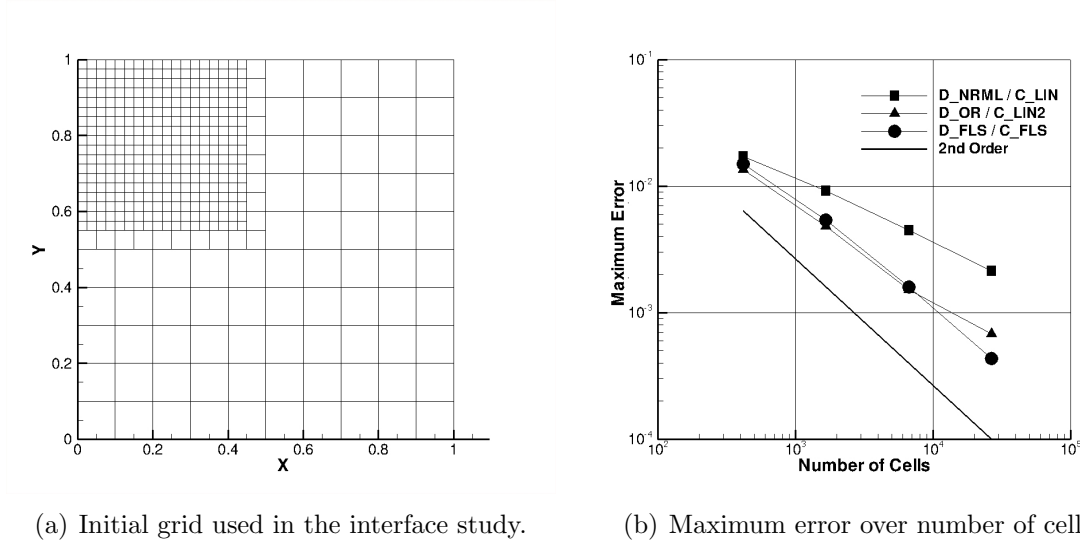 1
0.8
0.6
0.4
0.2
0
Y
0
0.2
0.4
0.6
0.8
1
X
10-1
10-2
10-3
10-4
Maximum Error
D_NRML / C_LIN
D_OR / C_LIN2
D_FLS / C_FLS
2nd Order
102
103
104
105
Number of Cells
(a) Initial grid used in the interface study.
(b) Maximum error over number of cell